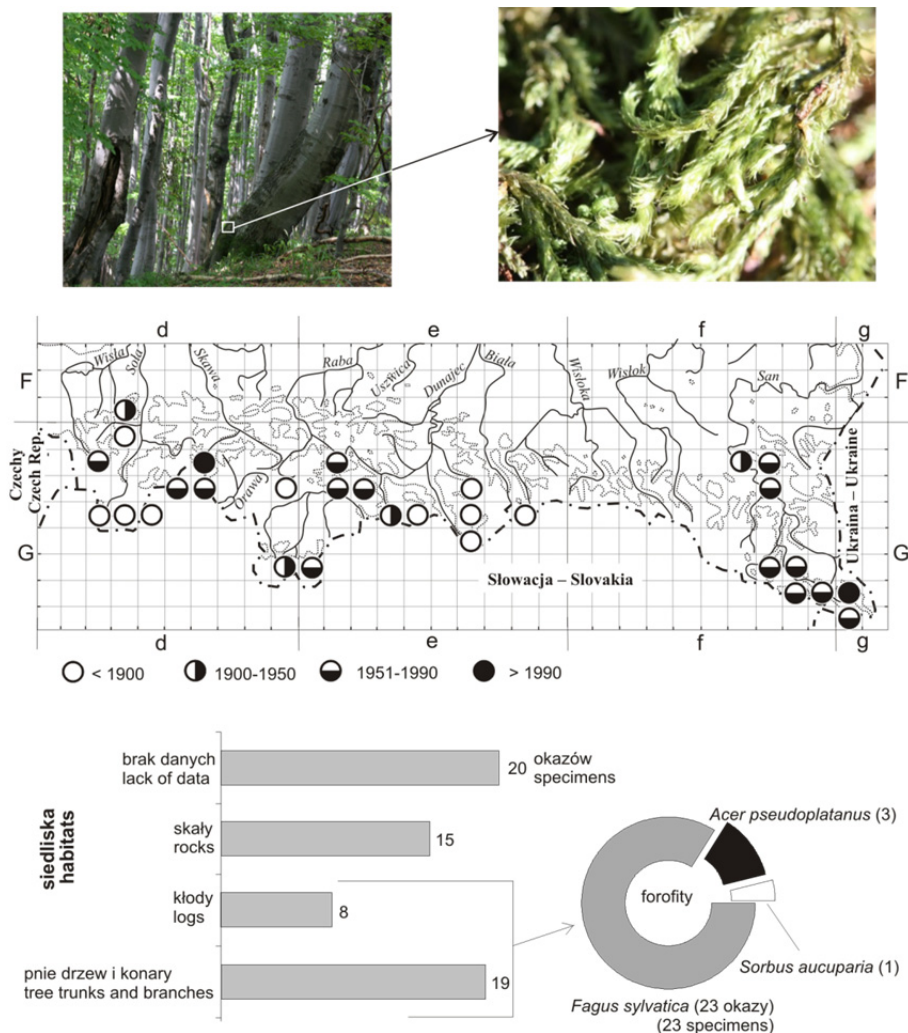 d e f g
Wisła
Soła
Skawa
Raba
Uszwica
Dunajec
Biała
Wisłoka
Wisłok
San
F F
Czechy
Czech Rep.
Orawa
Ukraina – Ukraine
G G
Słowacja – Slovakia
d e f g
< 1900 1900-1950 1951-1990 > 1990
siedliska
habitats
brak danych
lack of data
20 okazów
specimens
skały
rocks
15
kłody
logs
8
pnie drzew i konary
tree trunks and branches
19
Acer pseudoplatanus (3)
forofity
Sorbus aucuparia (1)
Fagus sylvatica (23 okazy)
(23 specimens)